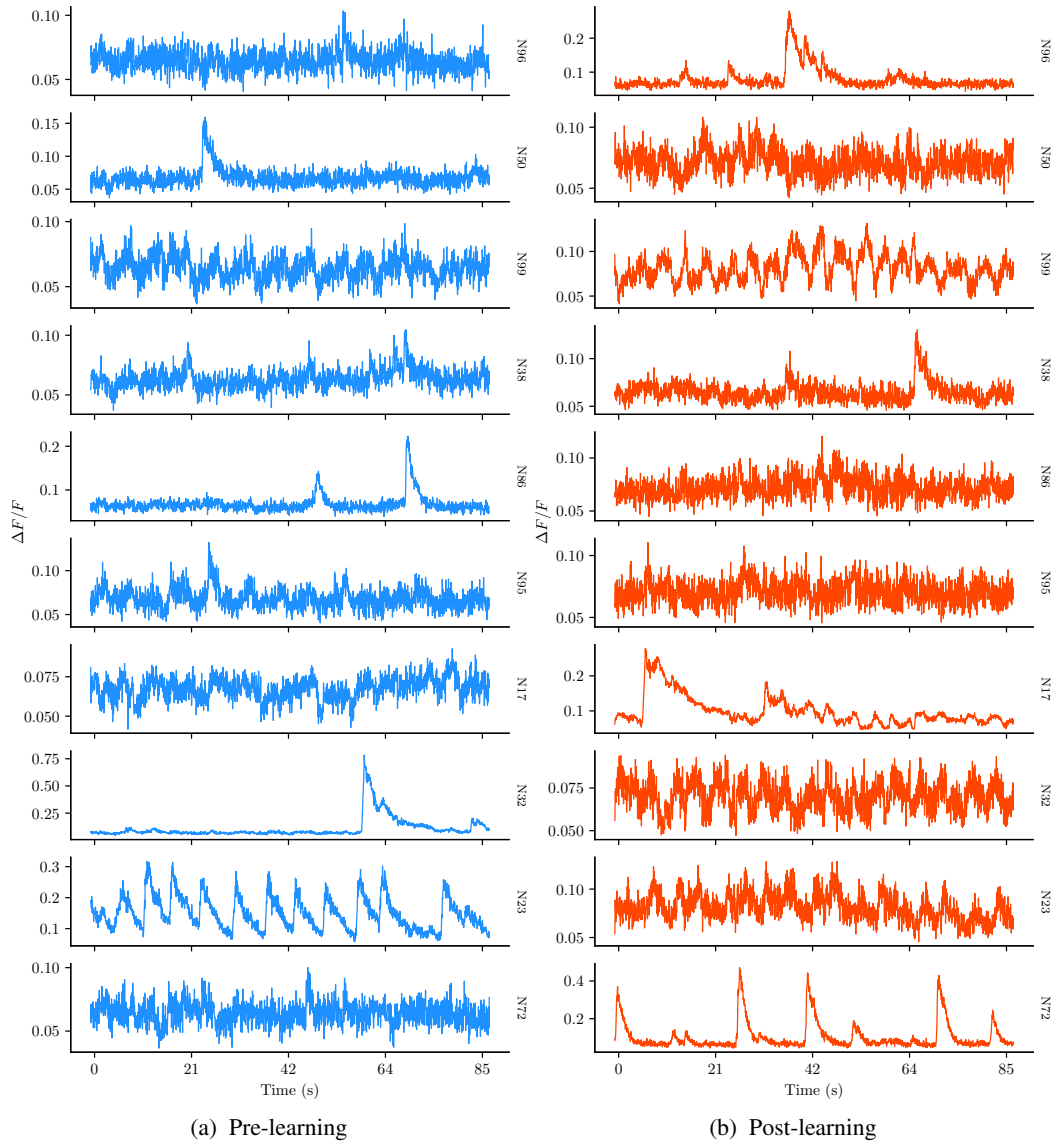 0.10
0.05
N96
0.15
0.10
0.05
N50
0.10
0.05
N99
0.10
0.05
N38
0.2
0.1
N86
0.10
0.05
N95
0.075
0.050
N17
0.75
0.50
0.25
N32
0.3
0.2
0.1
N23
0.10
0.05
N72
ΔF/F
0 21 42 64 85
Time (s)
(a) Pre-learning
0.2
0.1
N96
0.10
0.05
N50
0.10
0.05
N99
0.10
0.05
N38
0.10
0.05
N86
0.10
0.05
N95
0.2
0.1
N17
0.075
0.050
N32
0.10
0.05
N23
0.4
0.2
N72
ΔF/F
0 21 42 64 85
Time (s)
(b) Post-learning